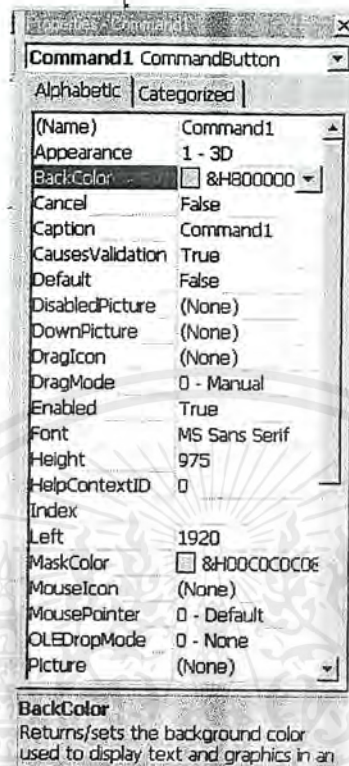 Properties - Command1
Command1 CommandButton
Alphabetic Categorized
(Name) Command1
Appearance 1 - 3D
BackColor &H800000
Cancel False
Caption Command1
CausesValidation True
Default False
DisabledPicture (None)
DownPicture (None)
DragIcon (None)
DragMode 0 - Manual
Enabled True
Font MS Sans Serif
Height 975
HelpContextID 0
Index
Left 1920
MaskColor &H00C0C0C0&
MouseIcon (None)
MousePointer 0 - Default
OLEDropMode 0 - None
Picture (None)
BackColor
Returns/sets the background color
used to display text and graphics in an